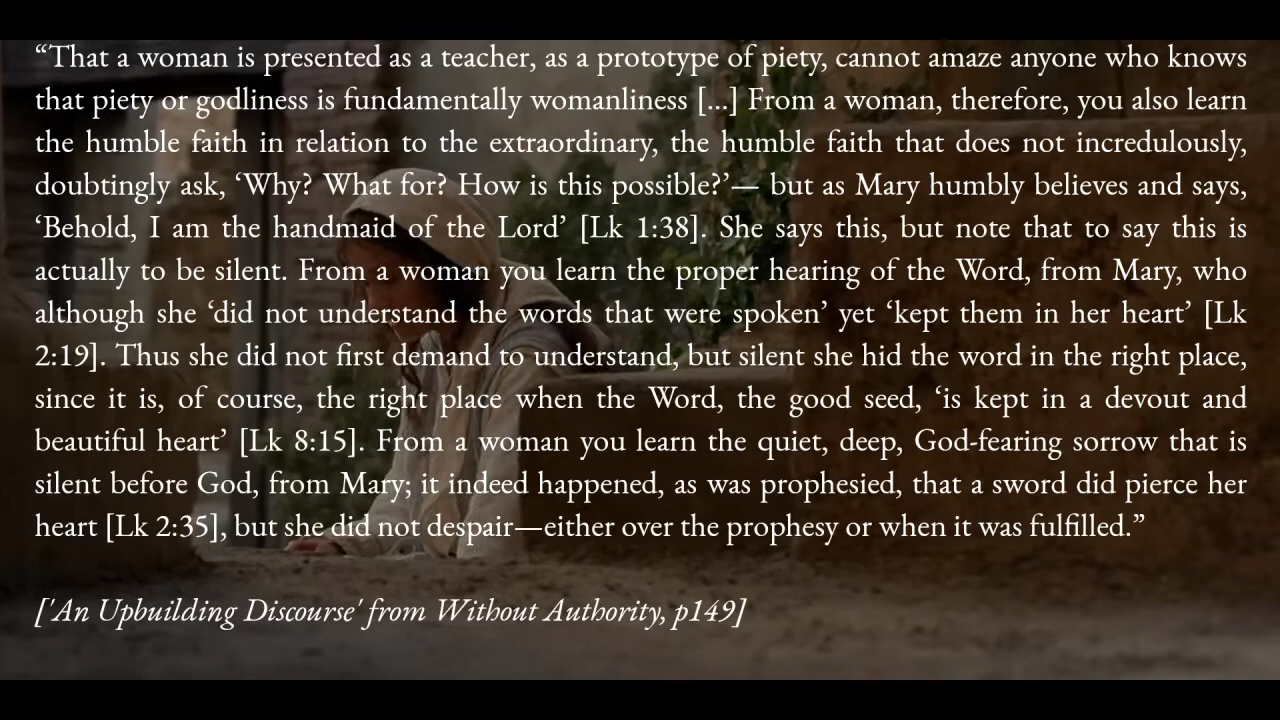 “That a woman is presented as a teacher, as a prototype of piety, cannot amaze anyone who knows
that piety or godliness is fundamentally womanliness [...] From a woman, therefore, you also learn
the humble faith in relation to the extraordinary, the humble faith that does not incredulously,
doubtingly ask, ‘Why? What for? How is this possible?’— but as Mary humbly believes and says,
‘Behold, I am the handmaid of the Lord’ [Lk 1:38]. She says this, but note that to say this is
actually to be silent. From a woman you learn the proper hearing of the Word, from Mary, who
although she ‘did not understand the words that were spoken’ yet ‘kept them in her heart’ [Lk
2:19]. Thus she did not first demand to understand, but silent she hid the word in the right place,
since it is, of course, the right place when the Word, the good seed, ‘is kept in a devout and
beautiful heart’ [Lk 8:15]. From a woman you learn the quiet, deep, God-fearing sorrow that is
silent before God, from Mary; it indeed happened, as was prophesied, that a sword did pierce her
heart [Lk 2:35], but she did not despair—either over the prophesy or when it was fulfilled.”
['An Upbuilding Discourse' from Without Authority, p149]